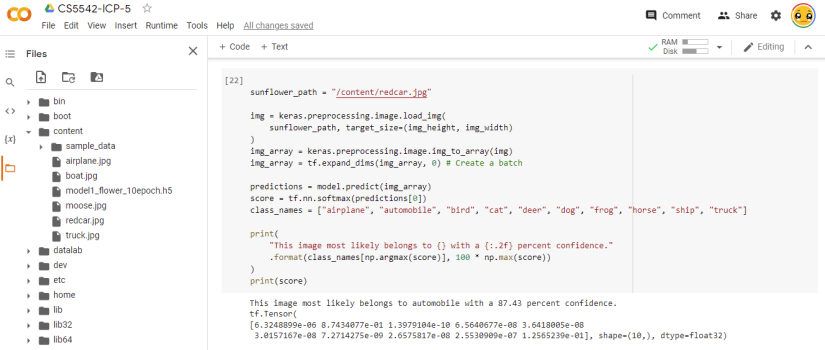 CO CS5542-ICP-5
File Edit View Insert Runtime Tools Help All changes saved
Comment Share
Files
+ Code + Text
RAM
Disk
Editing
{x}
bin
boot
content
sample_data
airplane.jpg
boat.jpg
model1_flower_10epoch.h5
moose.jpg
redcar.jpg
truck.jpg
datalab
dev
etc
home
lib
lib32
lib64
[22]
sunflower_path = "/content/redcar.jpg"
img = keras.preprocessing.image.load_img(
sunflower_path, target_size=(img_height, img_width)
)
img_array = keras.preprocessing.image.img_to_array(img)
img_array = tf.expand_dims(img_array, 0) # Create a batch
predictions = model.predict(img_array)
score = tf.nn.softmax(predictions[0])
class_names = ["airplane", "automobile", "bird", "cat", "deer", "dog", "frog", "horse", "ship", "truck"]
print(
"This image most likely belongs to {} with a {:.2f} percent confidence."
.format(class_names[np.argmax(score)], 100 * np.max(score))
)
print(score)
This image most likely belongs to automobile with a 87.43 percent confidence.
tf.Tensor(
[6.3248899e-06 8.7434077e-01 1.3979104e-10 6.5640677e-08 3.6418005e-08
3.0157167e-08 7.2714275e-09 2.6575817e-08 2.5530909e-07 1.2565239e-01], shape=(10,), dtype=float32)